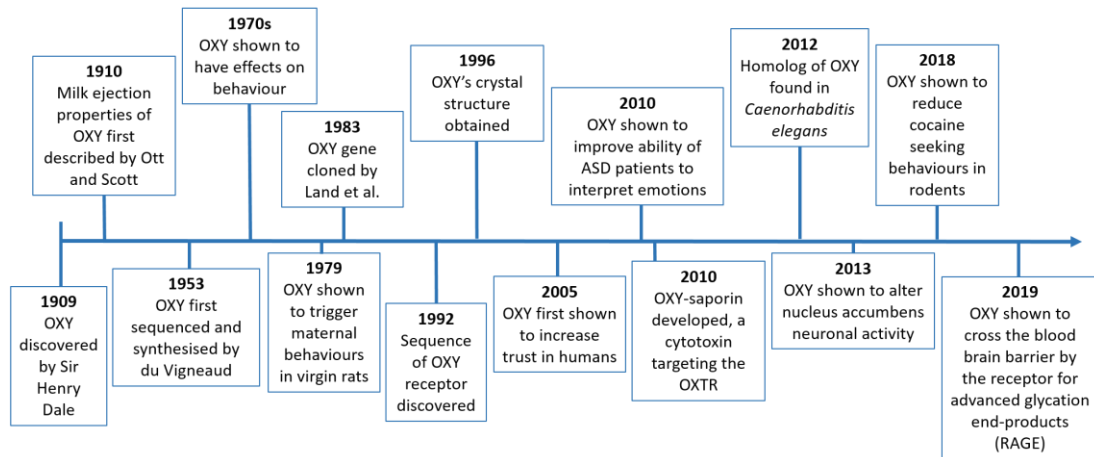 1910
Milk ejection
properties of
OXY first
described by Ott
and Scott
1970s
OXY shown to
have effects on
behaviour
1983
OXY gene
cloned by
Land et al.
1996
OXY's crystal
structure
obtained
2010
OXY shown to
improve ability of
ASD patients to
interpret emotions
2012
Homolog of OXY
found in
Caenorhabditis
elegans
2018
OXY shown to
reduce
cocaine
seeking
behaviours in
rodents
1909
OXY
discovered
by Sir
Henry
Dale
1953
OXY first
sequenced and
synthesised by
du Vigneaud
1979
OXY shown
to trigger
maternal
behaviours
in virgin rats
1992
Sequence of
OXY
receptor
discovered
2005
OXY first shown
to increase
trust in humans
2010
OXY-saporin
developed, a
cytotoxin
targeting the
OXTR
2013
OXY shown to alter
nucleus accumbens
neuronal activity
2019
OXY shown to
cross the blood
brain barrier by
the receptor for
advanced glycation
end-products
(RAGE)